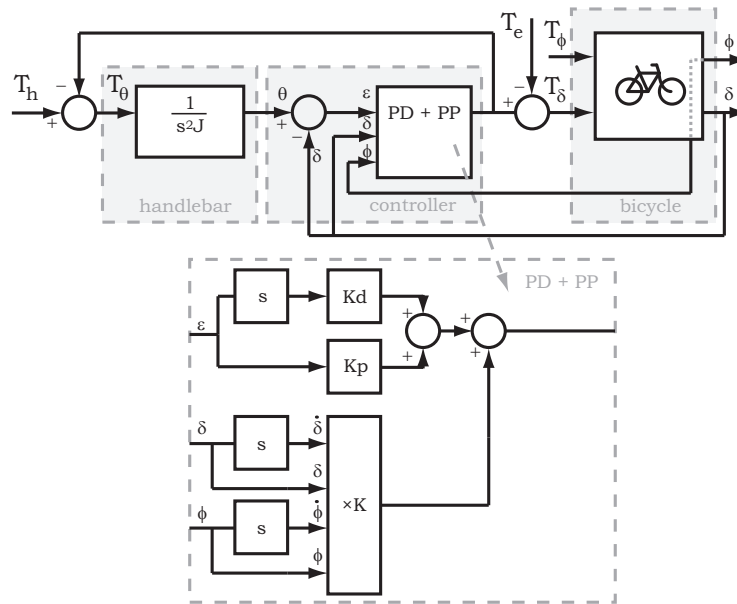 T_e
T_ϕ
ϕ
−
T_h
T_θ
θ
ε
−
T_δ
+
1
s²J
+
−
δ
δ
ϕ
PD + PP
+
δ
handlebar
controller
bicycle
PD + PP
s
Kd
ε
+
+
+
+
Kp
δ
s
δ̇
δ
×K
ϕ
s
ϕ̇
ϕ